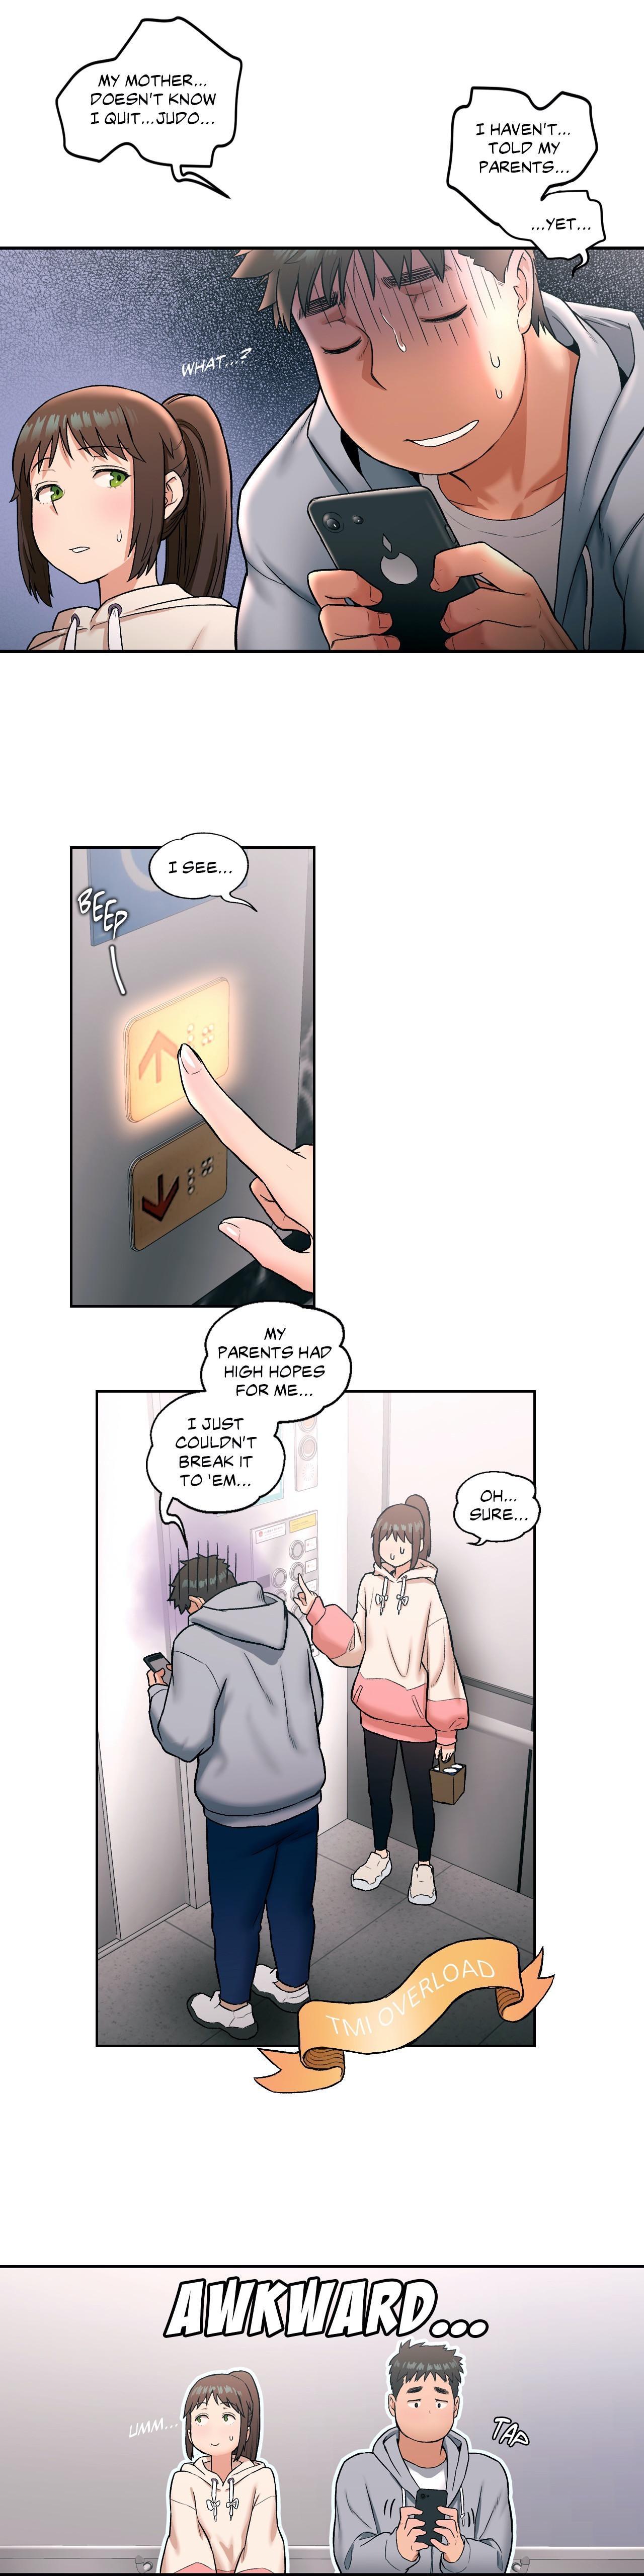 MY MOTHER...
DOESN'T KNOW
I QUIT...JUDO...
I HAVEN'T...
TOLD MY
PARENTS...
...YET...
WHAT...?
I SEE...
BEEP
MY
PARENTS HAD
HIGH HOPES
FOR ME...
I JUST
COULDN'T
BREAK IT
TO 'EM...
OH...
SURE...
TMI OVERLOAD
AWKWARD...
UMM...
TAP